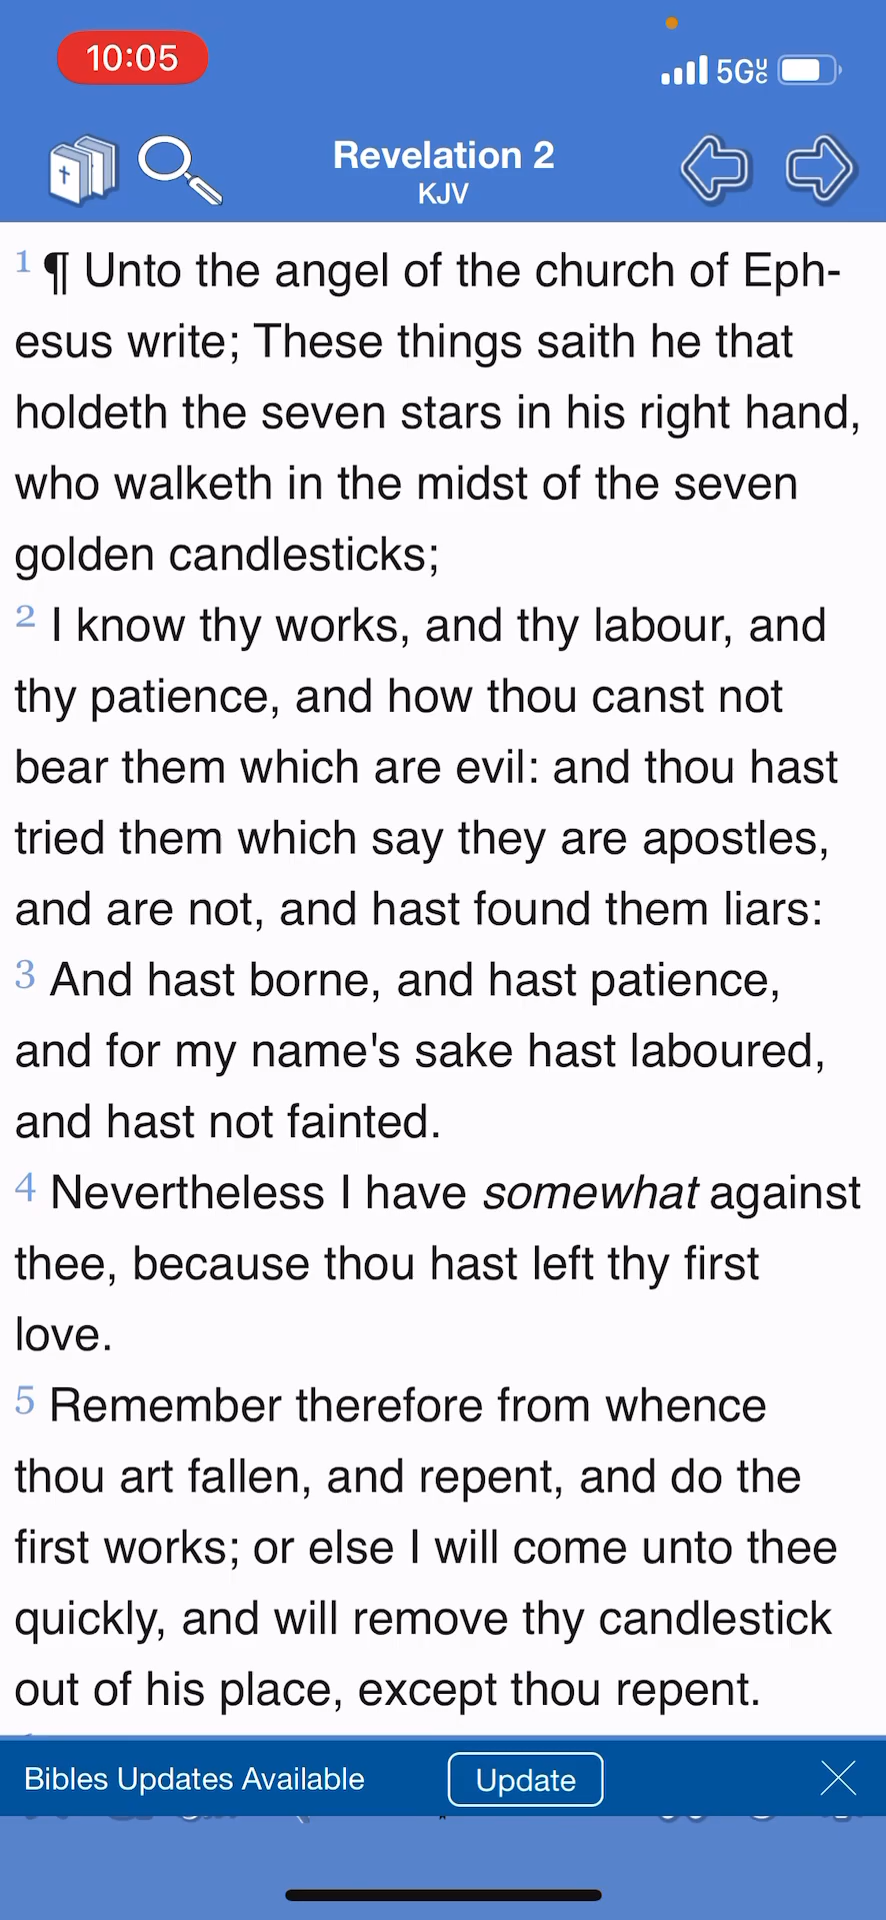 10:05
5G UC
Revelation 2
KJV
1 ¶ Unto the angel of the church of Eph-
esus write; These things saith he that
holdeth the seven stars in his right hand,
who walketh in the midst of the seven
golden candlesticks;
2 I know thy works, and thy labour, and
thy patience, and how thou canst not
bear them which are evil: and thou hast
tried them which say they are apostles,
and are not, and hast found them liars:
3 And hast borne, and hast patience,
and for my name's sake hast laboured,
and hast not fainted.
4 Nevertheless I have somewhat against
thee, because thou hast left thy first
love.
5 Remember therefore from whence
thou art fallen, and repent, and do the
first works; or else I will come unto thee
quickly, and will remove thy candlestick
out of his place, except thou repent.
Bibles Updates Available
Update